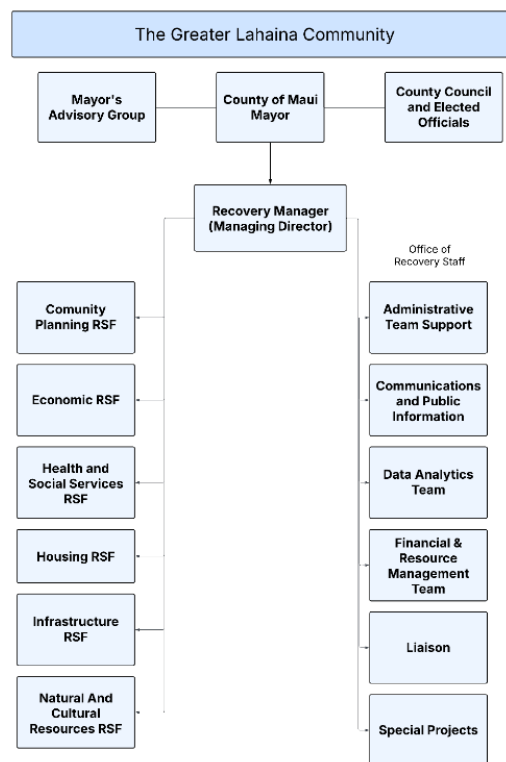 The Greater Lahaina Community
Mayor's
Advisory Group
County of Maui
Mayor
County Council
and Elected
Officials
Recovery Manager
(Managing Director)
Office of
Recovery Staff
Comunity
Planning RSF
Economic RSF
Health and
Social Services
RSF
Housing RSF
Infrastructure
RSF
Natural And
Cultural
Resources RSF
Administrative
Team Support
Communications
and Public
Information
Data Analytics
Team
Financial &
Resource
Management
Team
Liaison
Special Projects